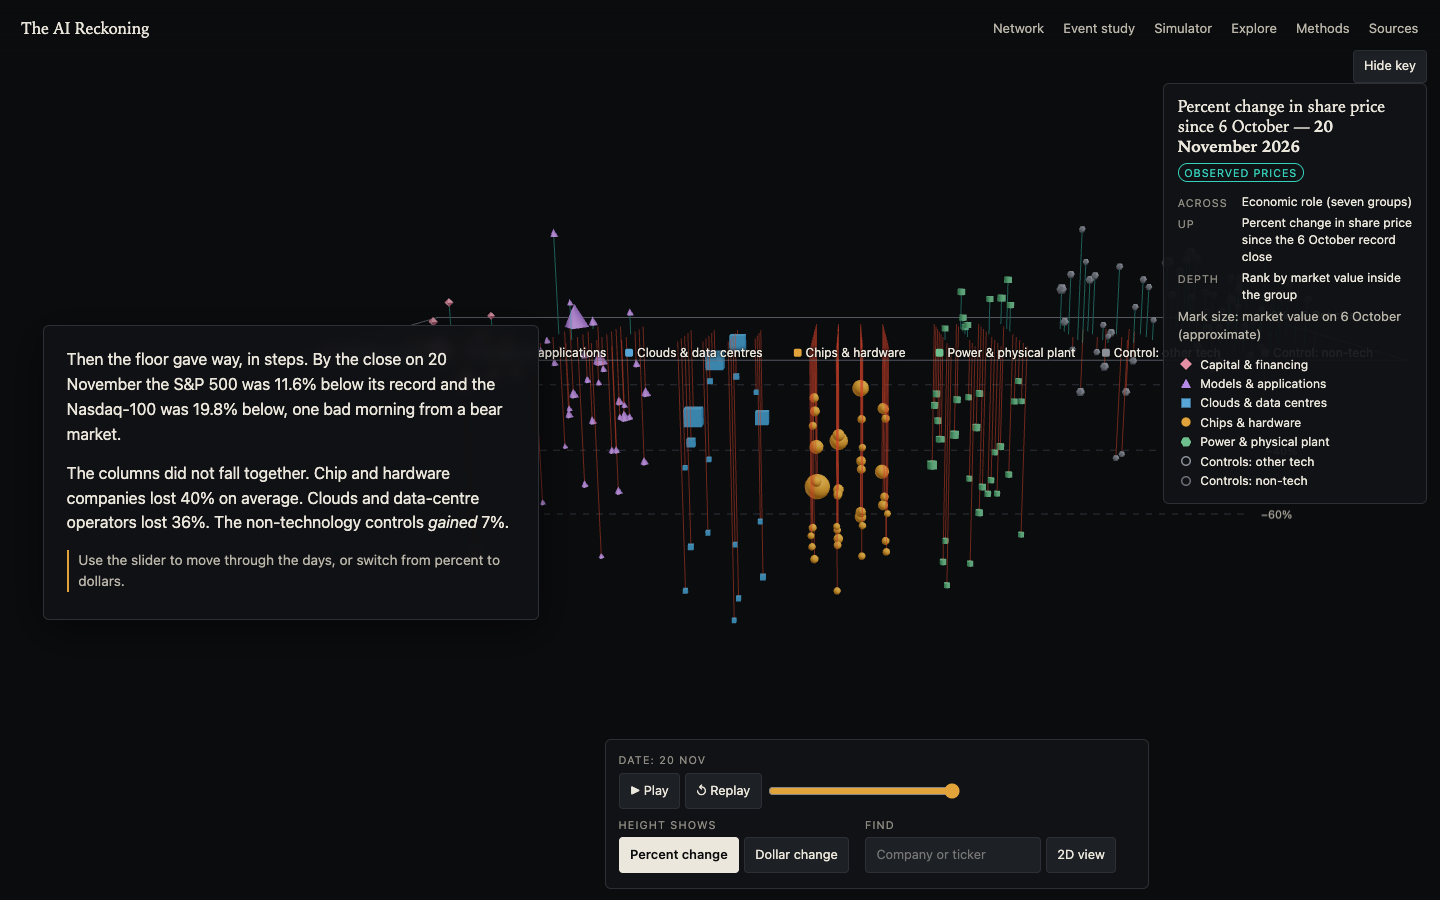 The AI Reckoning
Network
Event study
Simulator
Explore
Methods
Sources
Hide key
Percent change in share price
since 6 October — 20
November 2026
OBSERVED PRICES
ACROSS
Economic role (seven groups)
UP
Percent change in share price
since the 6 October record
close
DEPTH
Rank by market value inside
the group
Mark size: market value on 6 October
(approximate)
Capital & financing
Models & applications
Clouds & data centres
Chips & hardware
Power & physical plant
Controls: other tech
Controls: non-tech
applications
Clouds & data centres
Chips & hardware
Power & physical plant
Control: other tech
Control: non-tech
−60%
Then the floor gave way, in steps. By the close on 20
November the S&P 500 was 11.6% below its record and the
Nasdaq-100 was 19.8% below, one bad morning from a bear
market.
The columns did not fall together. Chip and hardware
companies lost 40% on average. Clouds and data-centre
operators lost 36%. The non-technology controls gained 7%.
Use the slider to move through the days, or switch from percent to
dollars.
DATE: 20 NOV
Play
Replay
HEIGHT SHOWS
Percent change
Dollar change
FIND
Company or ticker
2D view